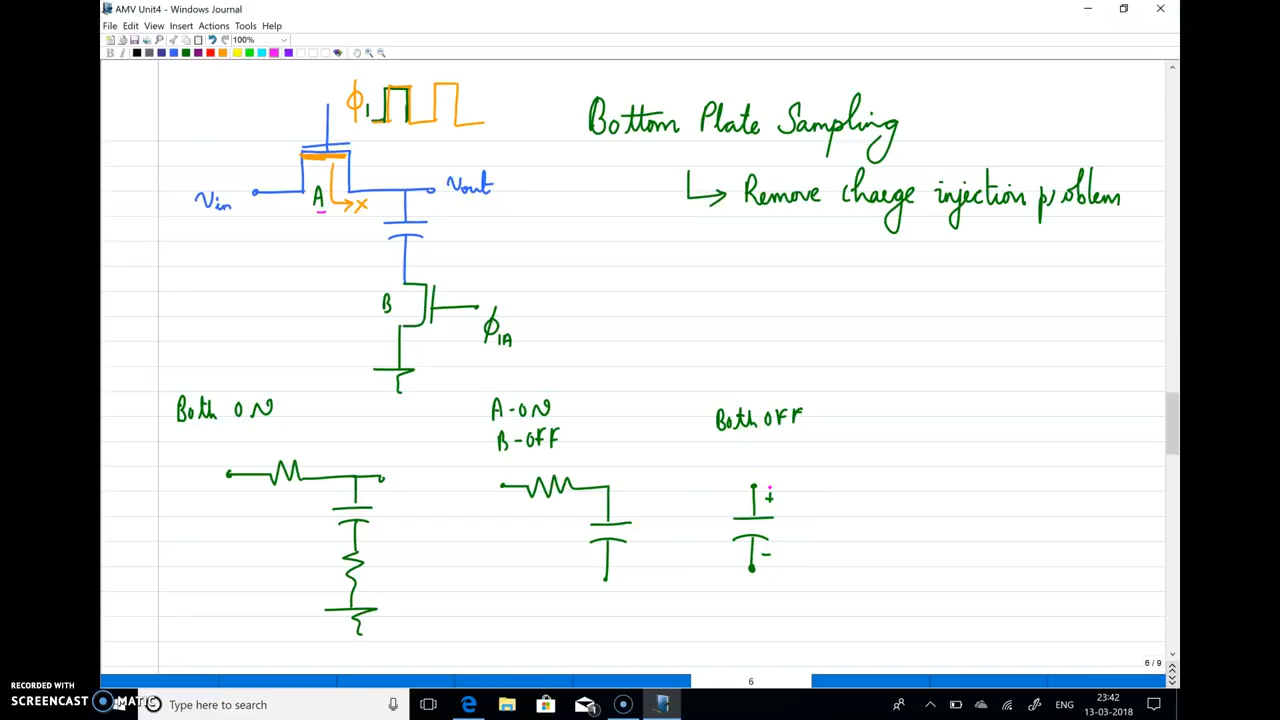 AMV Unit4 - Windows Journal
File Edit View Insert Actions Tools Help
100%
ϕ1
Bottom Plate Sampling
Remove charge injection problem
Vin
A
x
Vout
B
ϕ1A
Both ON
A-ON
B-OFF
Both OFF
+
-
6 / 9
6
RECORDED WITH
SCREENCAST MATIC
Type here to search
ENG
23:42
13-03-2018